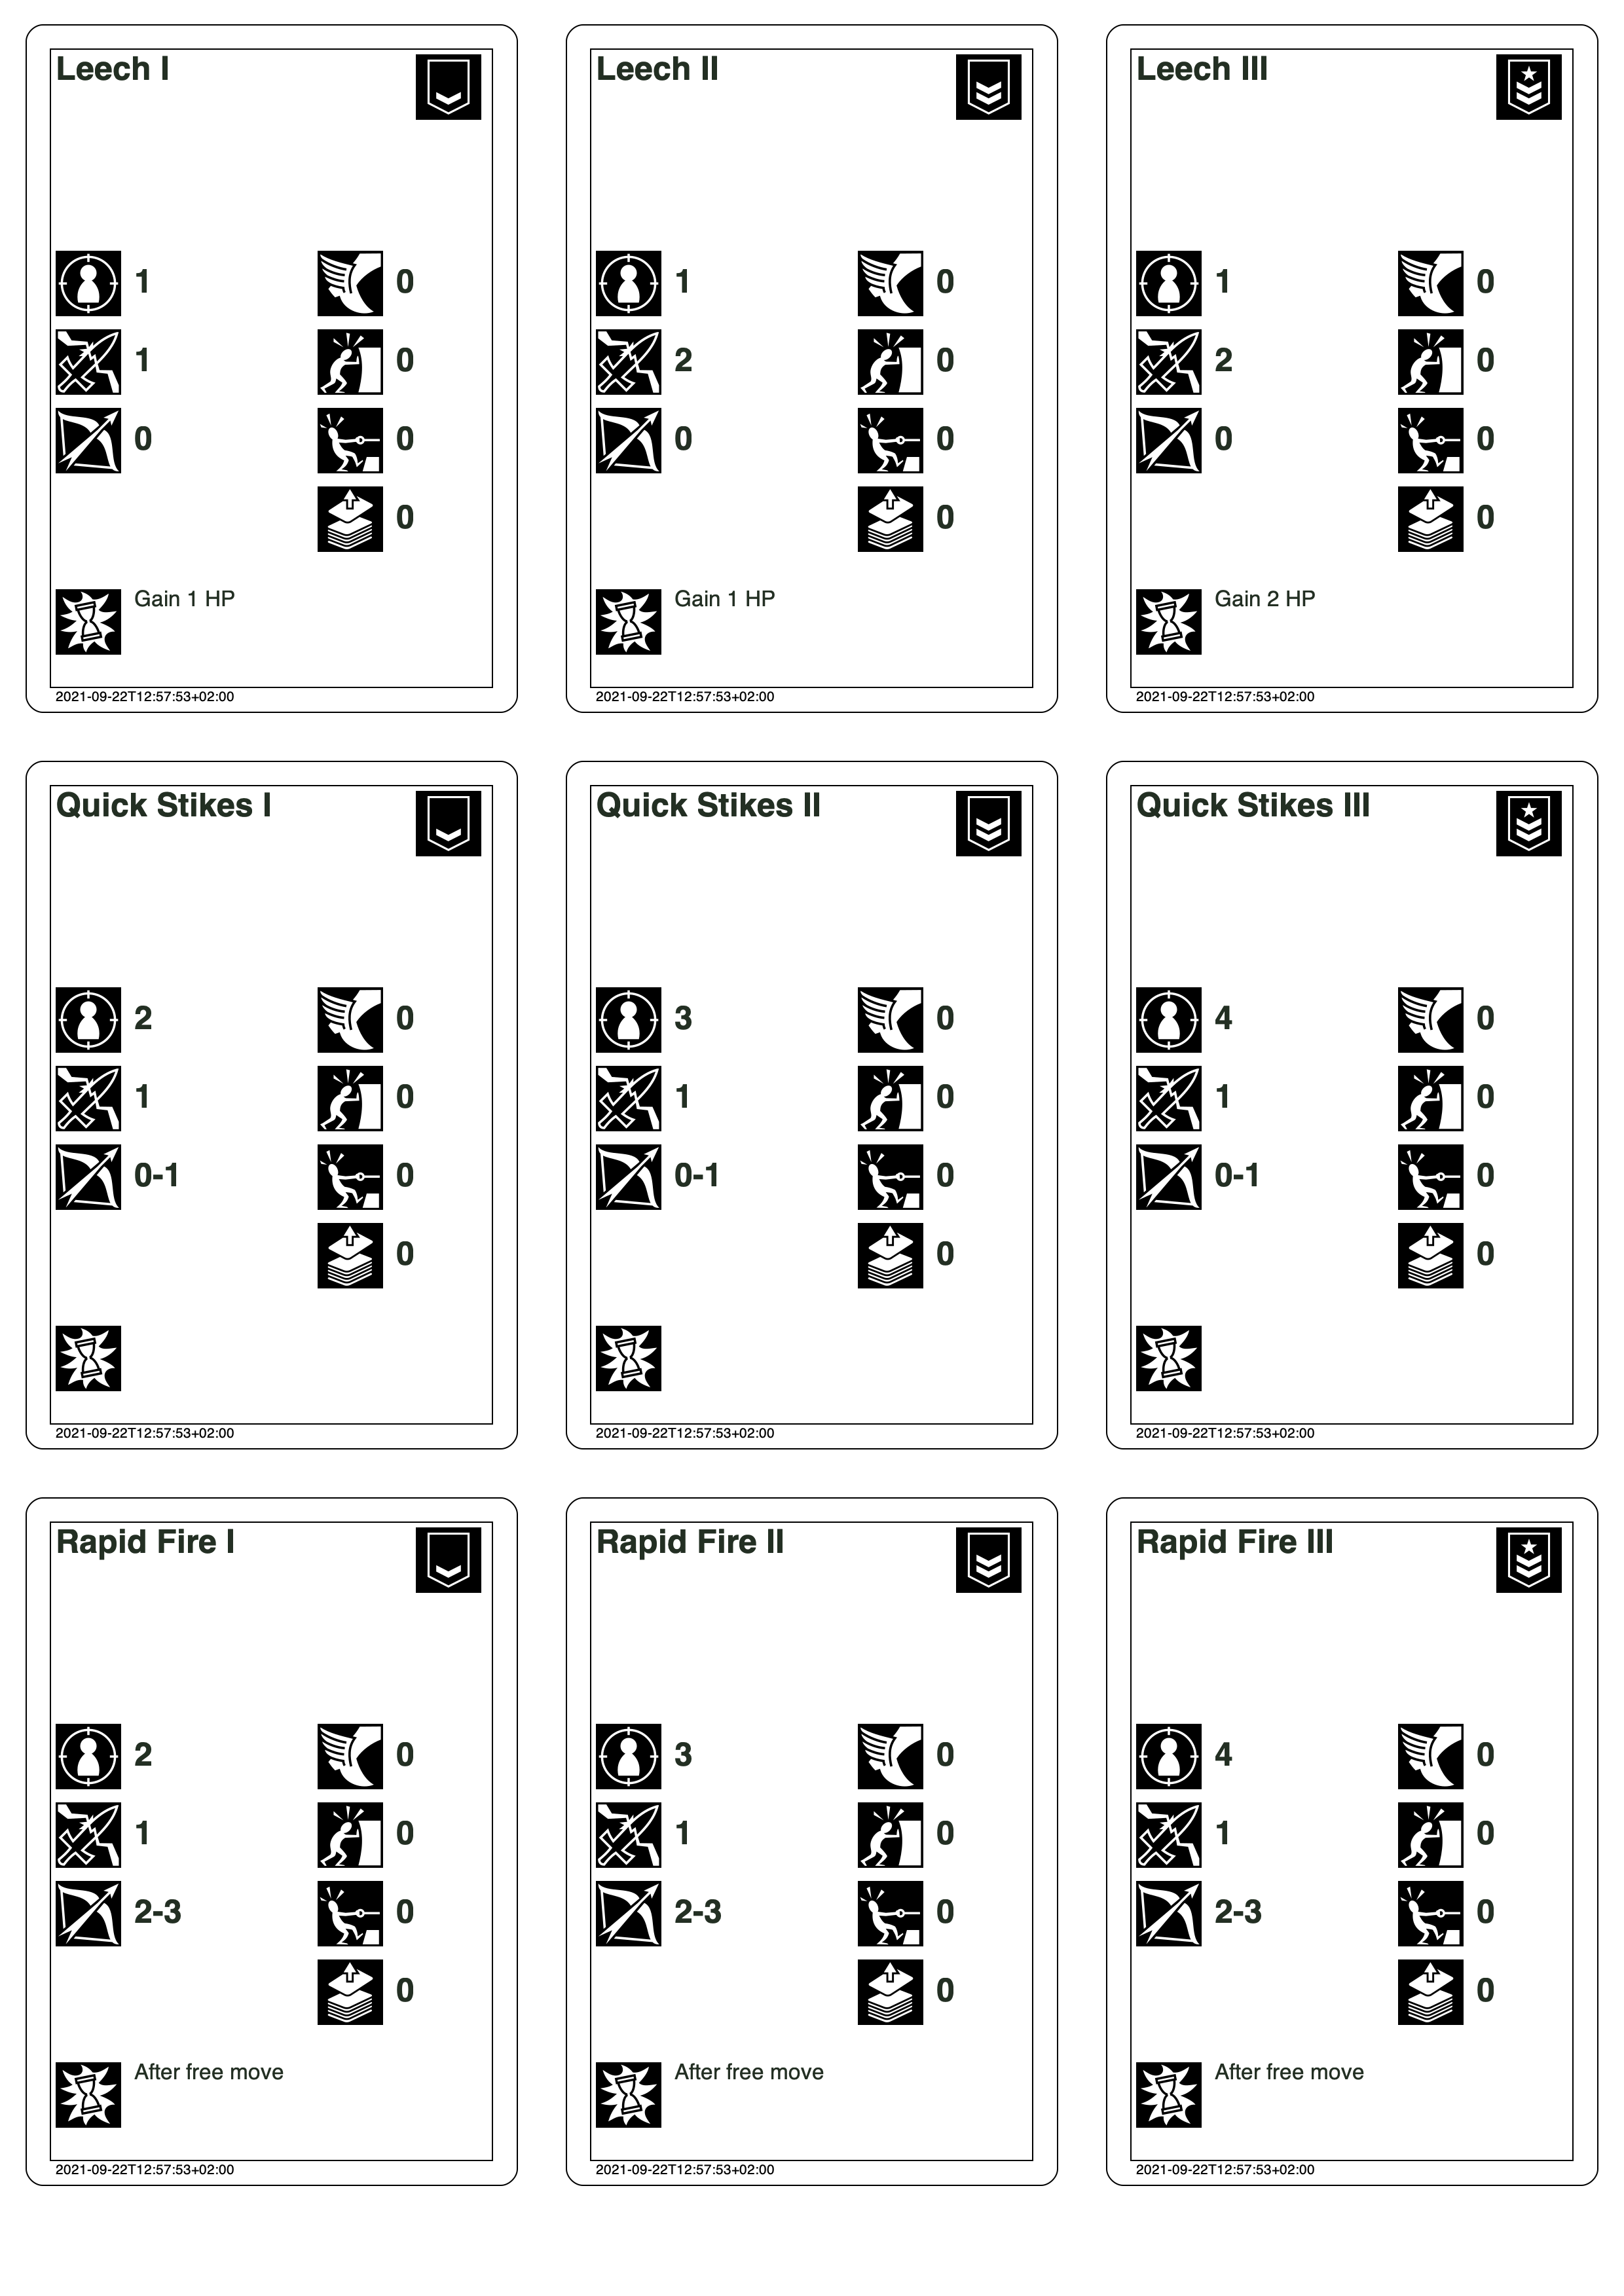 Leech I
1 0
1 0
0 0
0
Gain 1 HP
2021-09-22T12:57:53+02:00
Leech II
1 0
2 0
0 0
0
Gain 1 HP
2021-09-22T12:57:53+02:00
Leech III
1 0
2 0
0 0
0
Gain 2 HP
2021-09-22T12:57:53+02:00
Quick Stikes I
2 0
1 0
0-1 0
0
2021-09-22T12:57:53+02:00
Quick Stikes II
3 0
1 0
0-1 0
0
2021-09-22T12:57:53+02:00
Quick Stikes III
4 0
1 0
0-1 0
0
2021-09-22T12:57:53+02:00
Rapid Fire I
2 0
1 0
2-3 0
0
After free move
2021-09-22T12:57:53+02:00
Rapid Fire II
3 0
1 0
2-3 0
0
After free move
2021-09-22T12:57:53+02:00
Rapid Fire III
4 0
1 0
2-3 0
0
After free move
2021-09-22T12:57:53+02:00